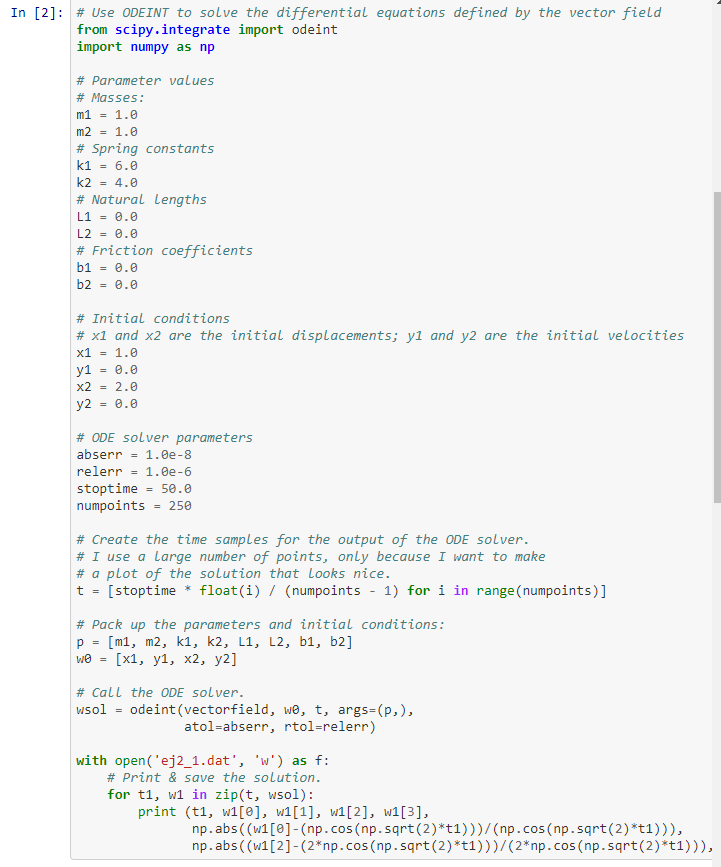 In [2]: # Use ODEINT to solve the differential equations defined by the vector field
from scipy.integrate import odeint
import numpy as np

# Parameter values
# Masses:
m1 = 1.0
m2 = 1.0
# Spring constants
k1 = 6.0
k2 = 4.0
# Natural lengths
L1 = 0.0
L2 = 0.0
# Friction coefficients
b1 = 0.0
b2 = 0.0

# Initial conditions
# x1 and x2 are the initial displacements; y1 and y2 are the initial velocities
x1 = 1.0
y1 = 0.0
x2 = 2.0
y2 = 0.0

# ODE solver parameters
abserr = 1.0e-8
relerr = 1.0e-6
stoptime = 50.0
numpoints = 250

# Create the time samples for the output of the ODE solver.
# I use a large number of points, only because I want to make
# a plot of the solution that looks nice.
t = [stoptime * float(i) / (numpoints - 1) for i in range(numpoints)]

# Pack up the parameters and initial conditions:
p = [m1, m2, k1, k2, L1, L2, b1, b2]
w0 = [x1, y1, x2, y2]

# Call the ODE solver.
wsol = odeint(vectorfield, w0, t, args=(p,),
              atol=abserr, rtol=relerr)

with open('ej2_1.dat', 'w') as f:
    # Print & save the solution.
    for t1, w1 in zip(t, wsol):
        print (t1, w1[0], w1[1], w1[2], w1[3],
               np.abs((w1[0]-(np.cos(np.sqrt(2)*t1)))/(np.cos(np.sqrt(2)*t1))),
               np.abs((w1[2]-(2*np.cos(np.sqrt(2)*t1)))/(2*np.cos(np.sqrt(2)*t1))),